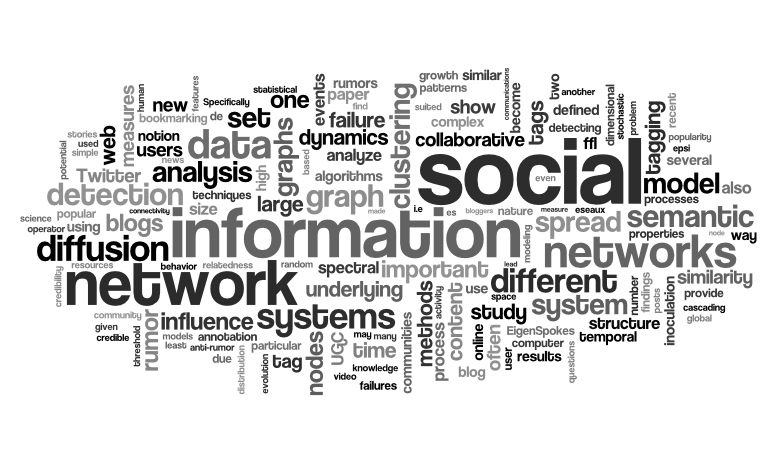 growth similar
communications
two
another
statistical
events
rumors
patterns
features
human
measures
Specifically
new
bookmarking de
set
one
paper
find
clustering
suited
show
become
tags
defined
dimensional
stochastic
problem
tagging
recent
failure
complex
detecting
popularity
stories
used
simple
web
notion
users
data
graphs
dynamics
collaborative
ffl
epsi
potential
news
analysis
high
based
analyze
social
several
Twitter
algorithms
even
model
also
detection
techniques
large
graph
processes
science
popular
connectivity
size
made
i.e
es
bloggers
nature
measure
eseaux
semantic
operator
using
blogs
information
spread
properties
node
way
diffusion
modeling
networks
credibility
resources
behavior
relatedness
random
spectral
important
lead
similarity
network
underlying
methods
activity
content
use
different
space
number
findings
posts
inoculation
provide
cascading
global
community
given
credible
threshold
rumor
influence
systems
study
system
structure
models
annotation
nodes
UGC
may many
communities
process
online
often
EigenSpokes
temporal
least
anti-rumor
particular
time
computer
due
distribution
evolution
tag
knowledge
user
results
questions
video
failures
blog